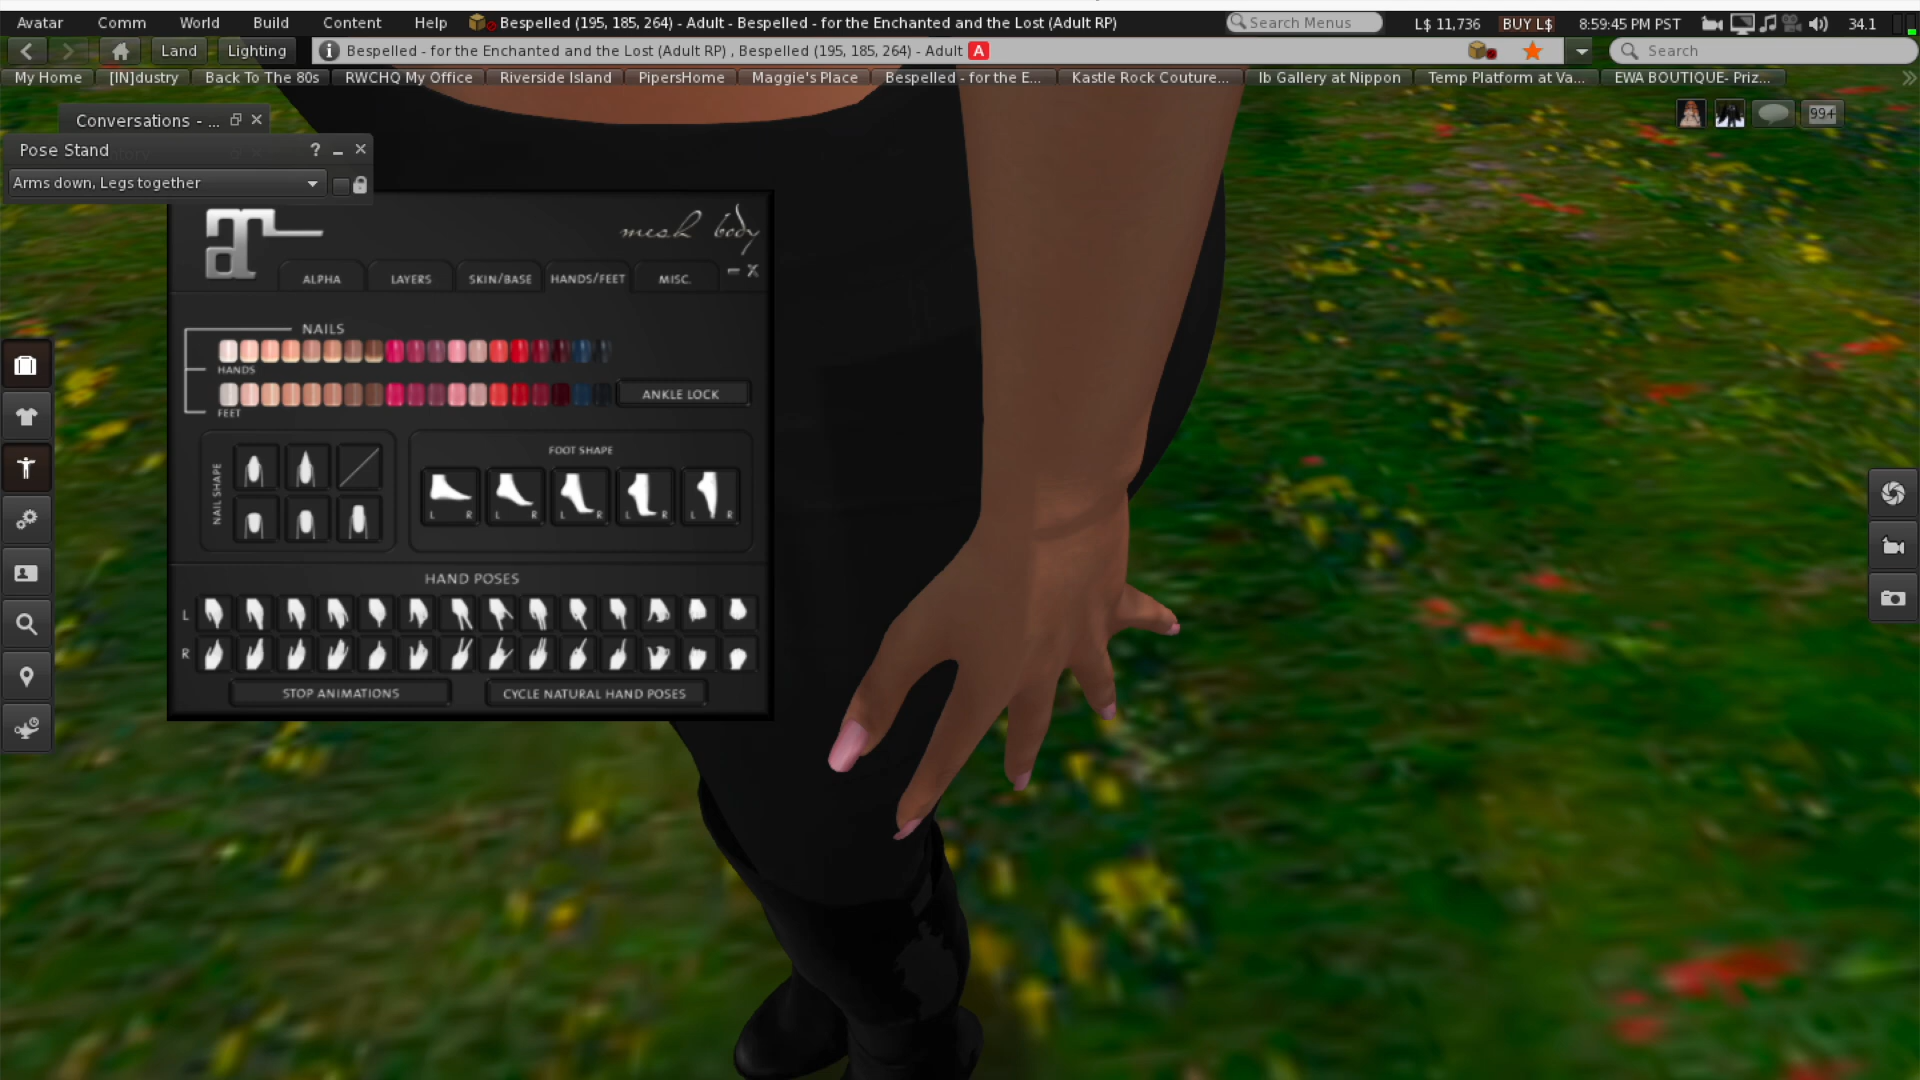 Avatar Comm World Build Content Help Bespelled (195, 185, 264) - Adult - Bespelled - for the Enchanted and the Lost (Adult RP) Search Menus L$ 11,736 BUY L$ 8:59:45 PM PST 34.1
Land Lighting Bespelled - for the Enchanted and the Lost (Adult RP) , Bespelled (195, 185, 264) - Adult A Search
My Home [IN]dustry Back To The 80s RWCHQ My Office Riverside Island PipersHome Maggie's Place Bespelled - for the E... Kastle Rock Couture... Ib Gallery at Nippon Temp Platform at Va... EWA BOUTIQUE- Priz...
99+
Conversations - ...
Pose Stand ?
Arms down, Legs together
mesh body
ALPHA LAYERS SKIN/BASE HANDS/FEET MISC.
NAILS
HANDS
ANKLE LOCK
FEET
NAIL SHAPE
FOOT SHAPE
L R L R L R L R L R
HAND POSES
L
R
STOP ANIMATIONS CYCLE NATURAL HAND POSES